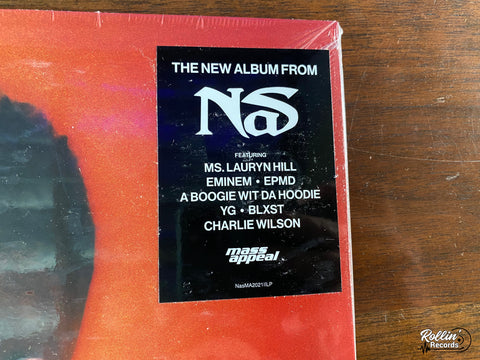 THE NEW ALBUM FROM
NaS
FEATURING
MS. LAURYN HILL
EMINEM • EPMD
A BOOGIE WIT DA HOODIE
YG • BLXST
CHARLIE WILSON
mass
appeal
NasMA2021IILP
Rollin'
Records